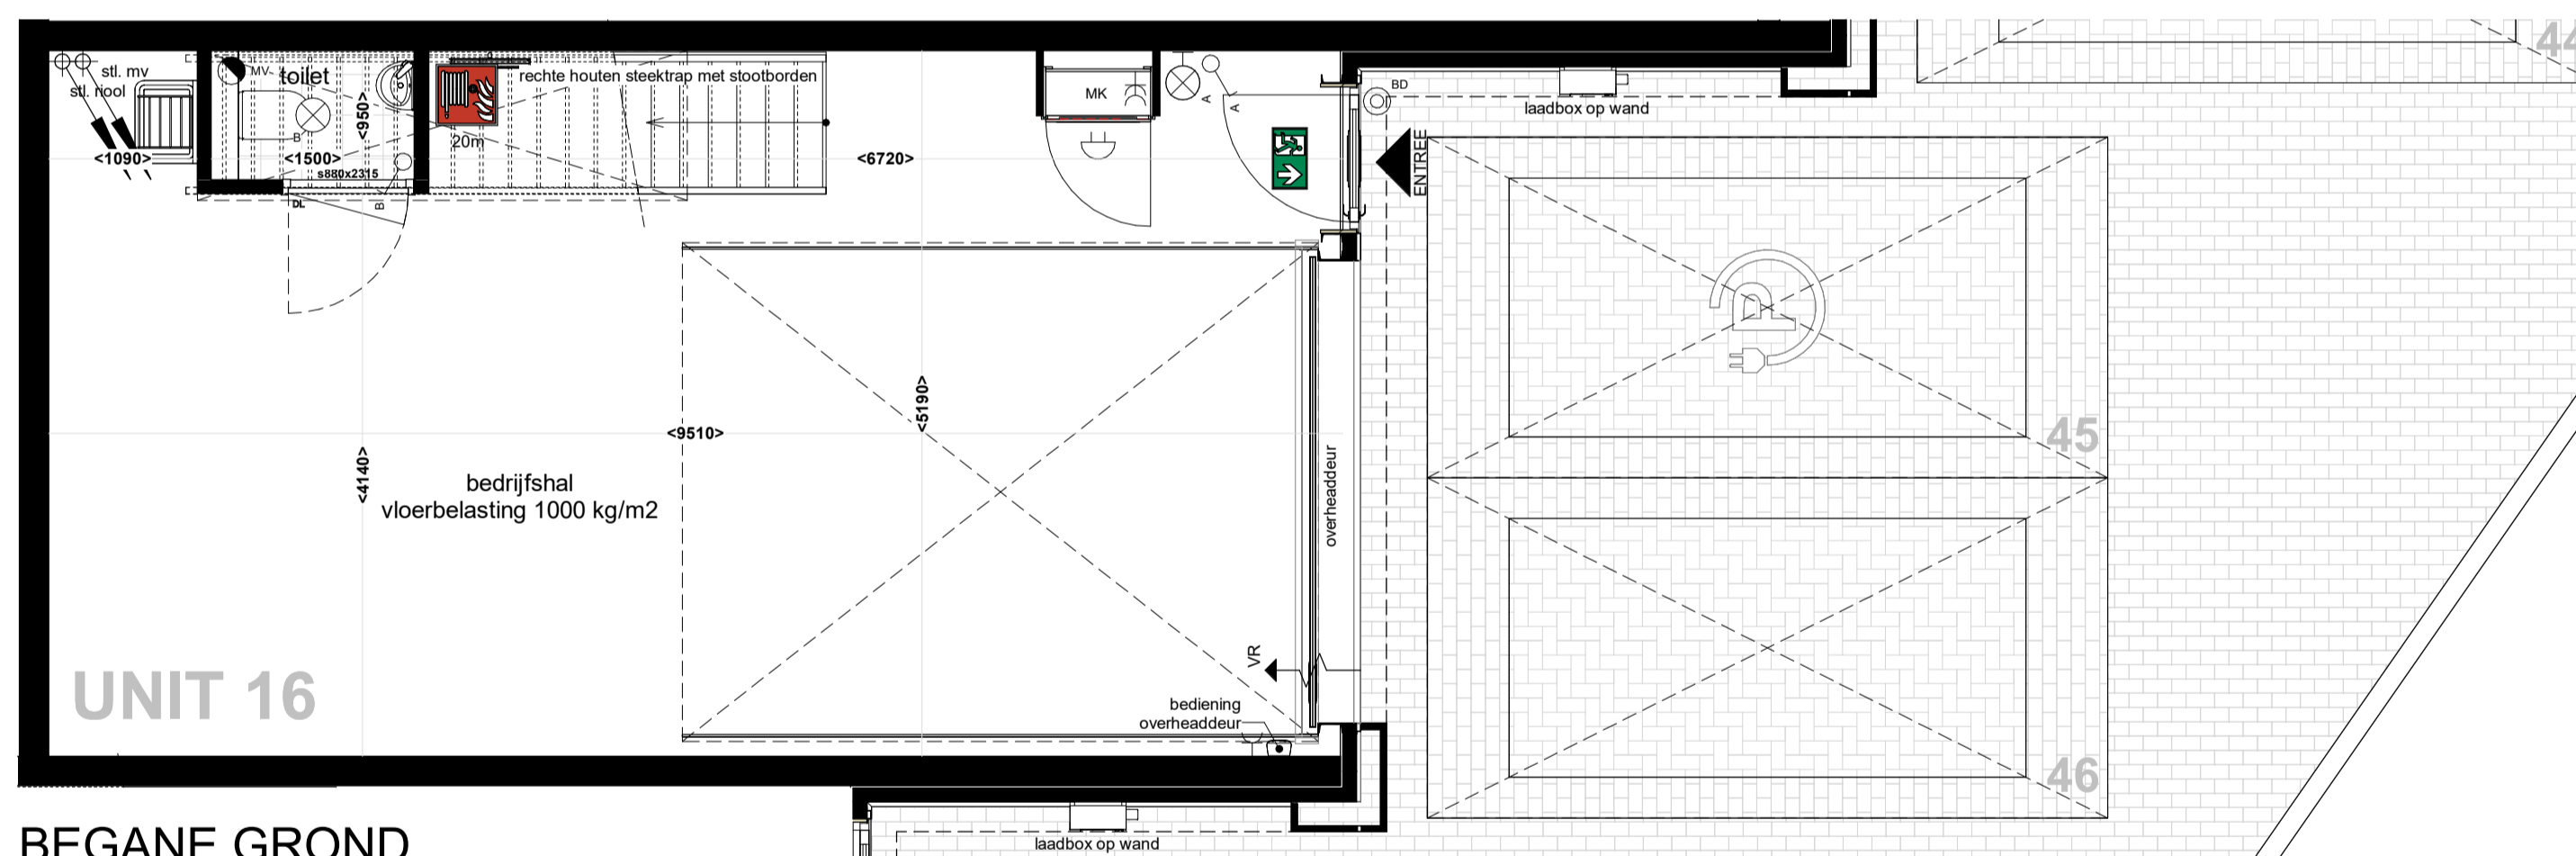 44
stl. mv
stl. riool
MV
toilet
<950>
B
<1090>
<1500>
s880x2315
DL
B
20m
rechte houten steektrap met stootborden
<6720>
MK
A
A
BD
laadbox op wand
ENTREE
45
<5190>
<9510>
<4140>
bedrijfshal
vloerbelasting 1000 kg/m2
overheaddeur
P
VR
bediening
overheaddeur
UNIT 16
46
BEGANE GROND
laadbox op wand